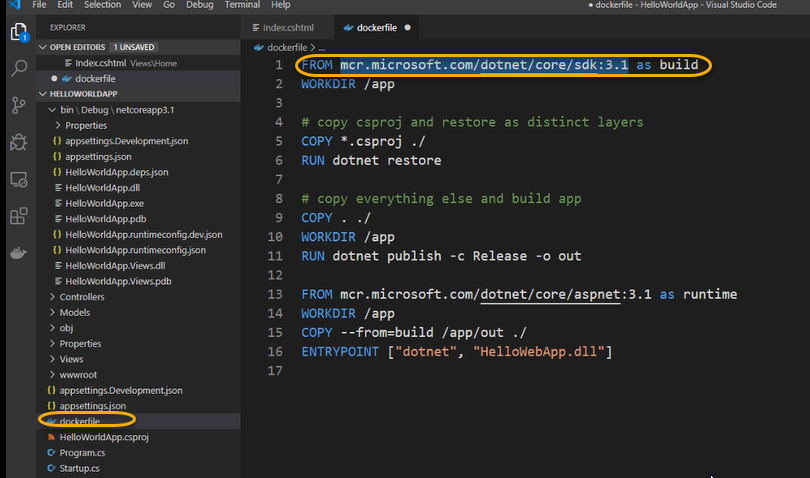 File Edit Selection View Go Debug Terminal Help
● dockerfile - HelloWorldApp - Visual Studio Code
EXPLORER
OPEN EDITORS 1 UNSAVED
Index.cshtml Views\Home
dockerfile
HELLOWORLDAPP
bin \ Debug \ netcoreapp3.1
Properties
{} appsettings.Development.json
{} appsettings.json
{} HelloWorldApp.deps.json
HelloWorldApp.dll
HelloWorldApp.exe
HelloWorldApp.pdb
{} HelloWorldApp.runtimeconfig.dev.json
{} HelloWorldApp.runtimeconfig.json
HelloWorldApp.Views.dll
HelloWorldApp.Views.pdb
Controllers
Models
obj
Properties
Views
wwwroot
{} appsettings.Development.json
{} appsettings.json
dockerfile
HelloWorldApp.csproj
Program.cs
Startup.cs
1
Index.cshtml
dockerfile
dockerfile > ...
1 FROM mcr.microsoft.com/dotnet/core/sdk:3.1 as build
2 WORKDIR /app
3
4 # copy csproj and restore as distinct layers
5 COPY *.csproj ./
6 RUN dotnet restore
7
8 # copy everything else and build app
9 COPY . ./
10 WORKDIR /app
11 RUN dotnet publish -c Release -o out
12
13 FROM mcr.microsoft.com/dotnet/core/aspnet:3.1 as runtime
14 WORKDIR /app
15 COPY --from=build /app/out ./
16 ENTRYPOINT ["dotnet", "HelloWebApp.dll"]
17